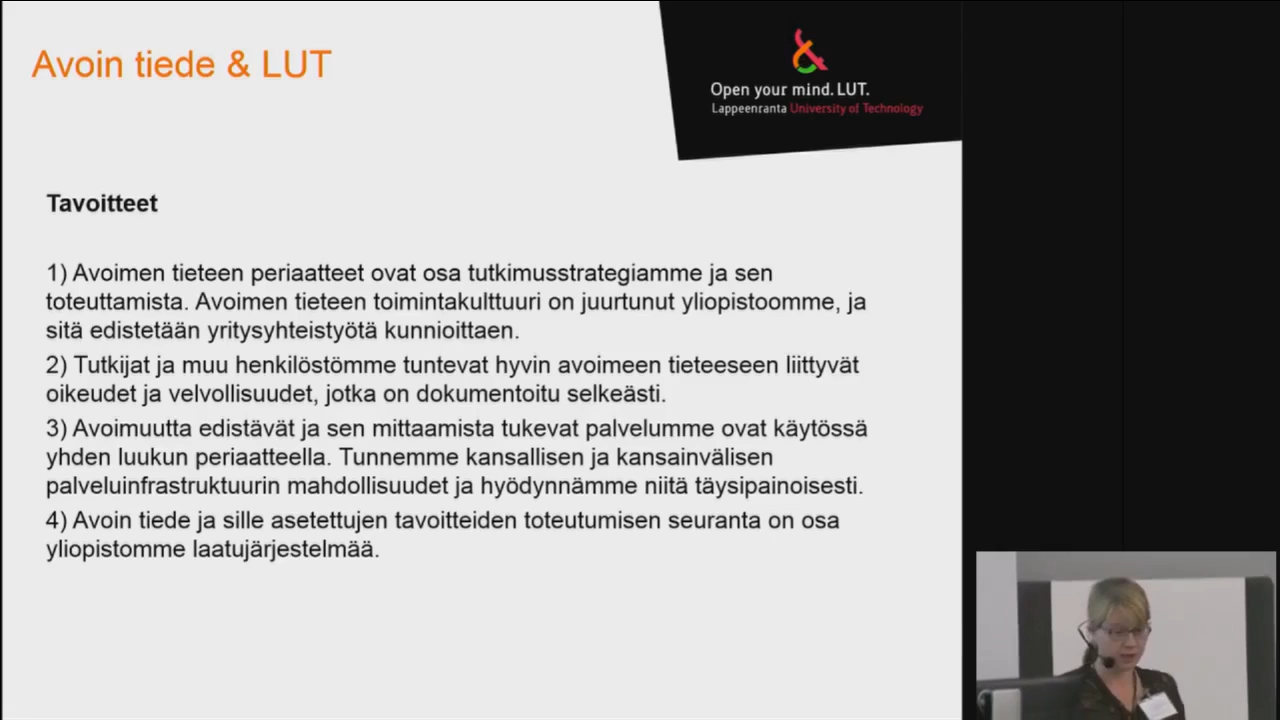 Avoin tiede & LUT
Open your mind. LUT.
Lappeenranta University of Technology
Tavoitteet
1) Avoimen tieteen periaatteet ovat osa tutkimusstrategiamme ja sen
toteuttamista. Avoimen tieteen toimintakulttuuri on juurtunut yliopistoomme, ja
sitä edistetään yritysyhteistyötä kunnioittaen.
2) Tutkijat ja muu henkilöstömme tuntevat hyvin avoimeen tieteeseen liittyvät
oikeudet ja velvollisuudet, jotka on dokumentoitu selkeästi.
3) Avoimuutta edistävät ja sen mittaamista tukevat palvelumme ovat käytössä
yhden luukun periaatteella. Tunnemme kansallisen ja kansainvälisen
palveluinfrastruktuurin mahdollisuudet ja hyödynnämme niitä täysipainoisesti.
4) Avoin tiede ja sille asetettujen tavoitteiden toteutumisen seuranta on osa
yliopistomme laatujärjestelmää.